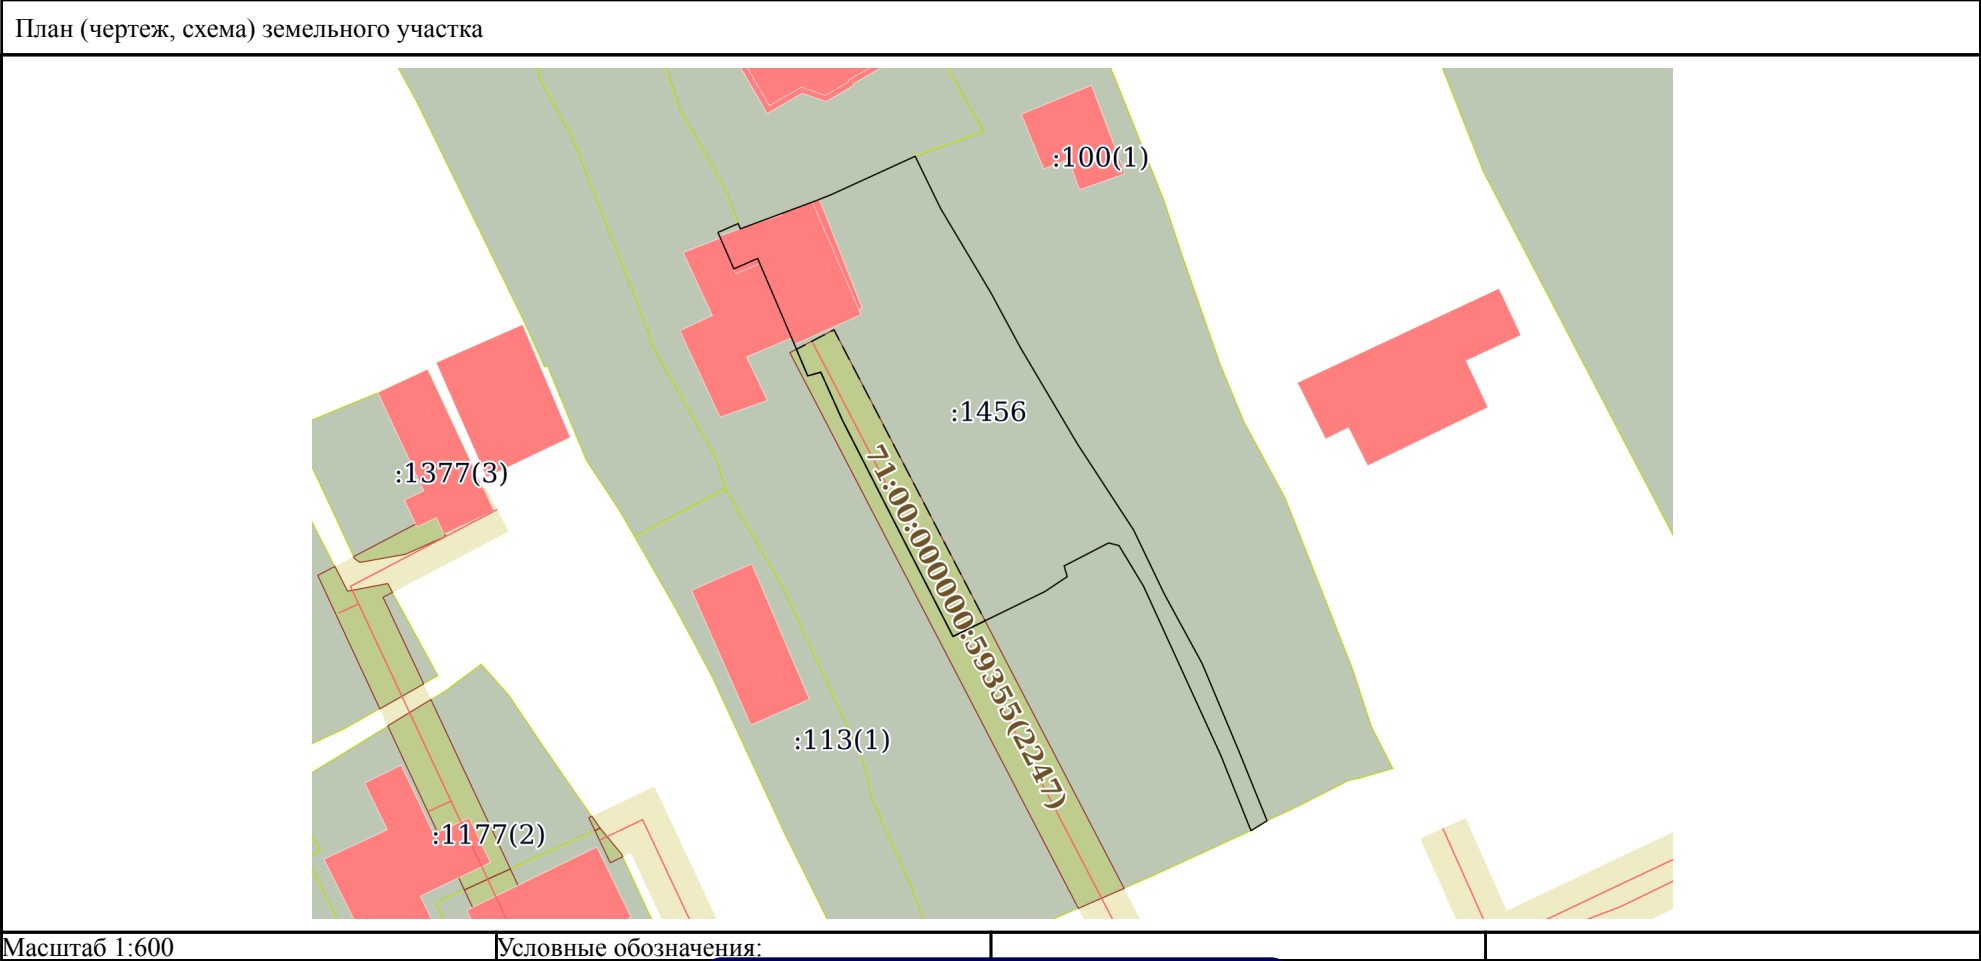 План (чертеж, схема) земельного участка
:100(1)
:1456
:1377(3)
71:00:000000:59355(2247)
:113(1)
:1177(2)
Масштаб 1:600
Условные обозначения: